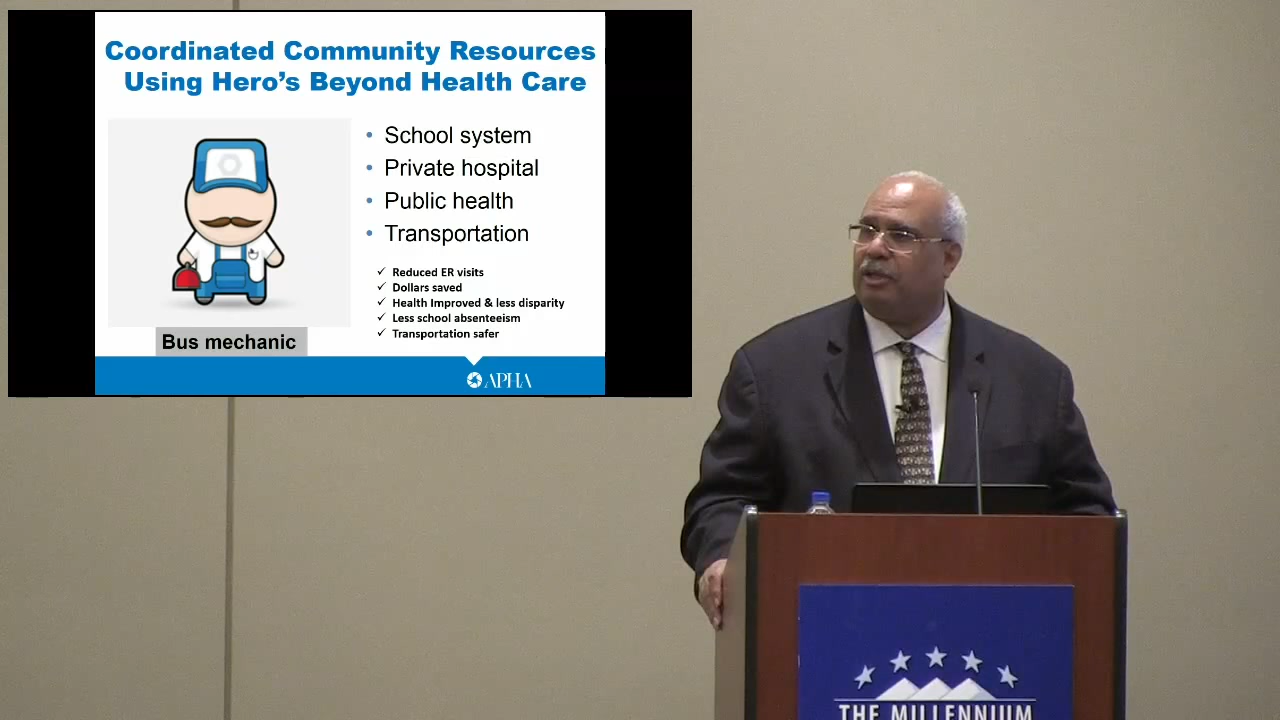 Coordinated Community Resources
Using Hero's Beyond Health Care
• School system
• Private hospital
• Public health
• Transportation
✓ Reduced ER visits
✓ Dollars saved
✓ Health Improved & less disparity
✓ Less school absenteeism
✓ Transportation safer
Bus mechanic
APHA
THE MILLENNIUM